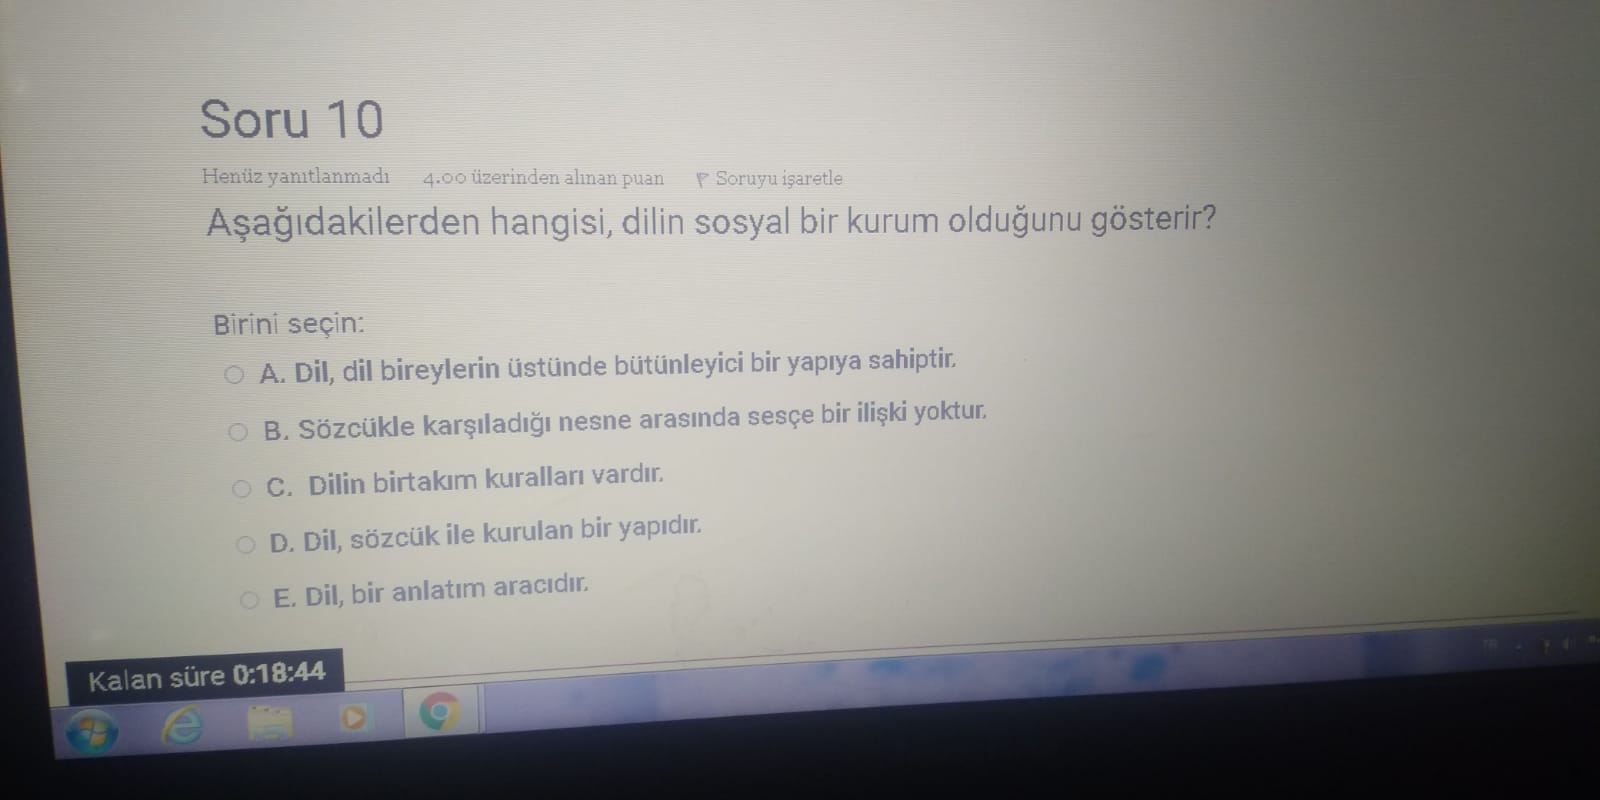 Soru 10
Henüz yanıtlanmadı 4.00 üzerinden alınan puan Soruyu işaretle
Aşağıdakilerden hangisi, dilin sosyal bir kurum olduğunu gösterir?
Birini seçin:
A. Dil, dil bireylerin üstünde bütünleyici bir yapıya sahiptir.
B. Sözcükle karşıladığı nesne arasında sesçe bir ilişki yoktur.
C. Dilin birtakım kuralları vardır.
D. Dil, sözcük ile kurulan bir yapıdır.
E. Dil, bir anlatım aracıdır.
Kalan süre 0:18:44
TR